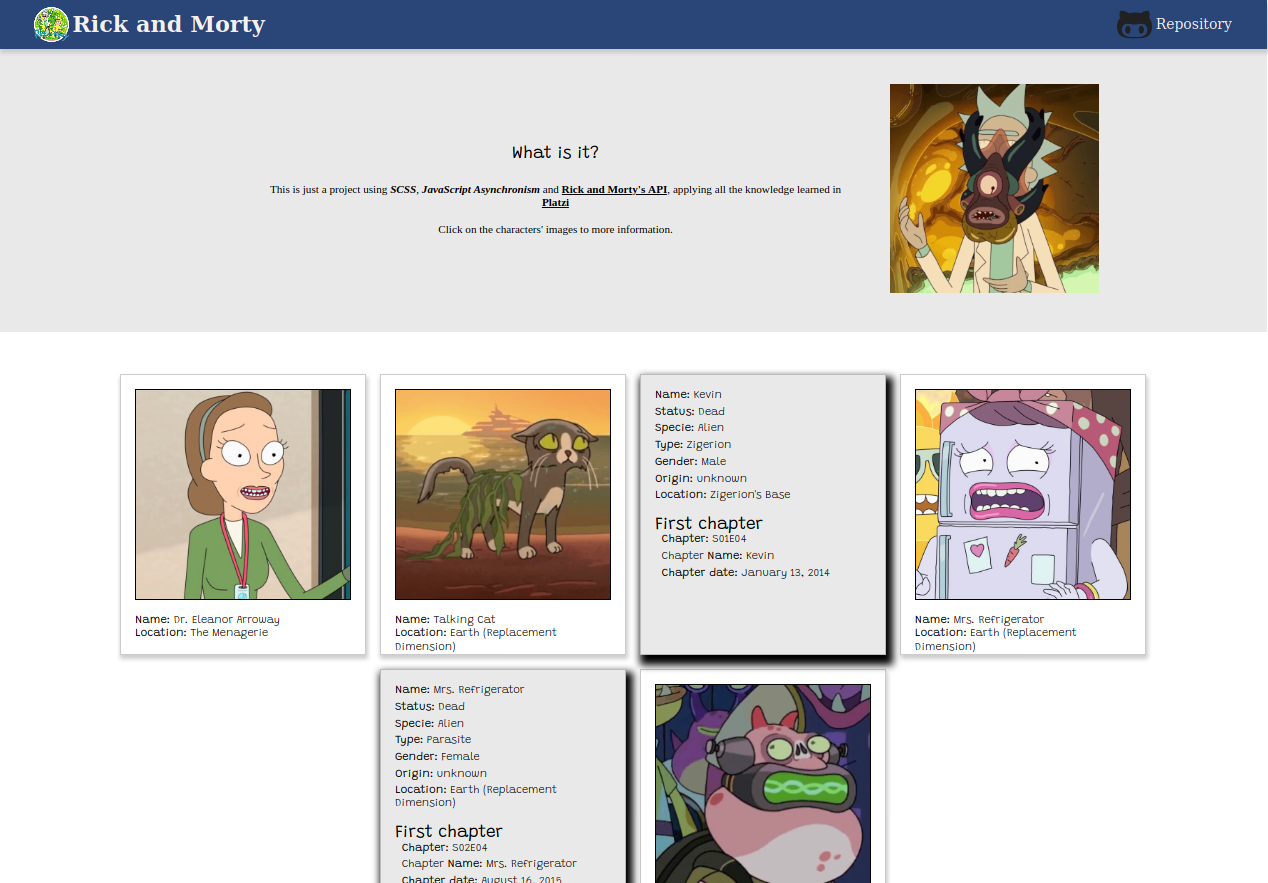 Rick and Morty
Repository
What is it?
This is just a project using SCSS, JavaScript Asynchronism and Rick and Morty's API, applying all the knowledge learned in
Platzi
Click on the characters' images to more information.
Name: Dr. Eleanor Arroway
Location: The Menagerie
Name: Talking Cat
Location: Earth (Replacement
Dimension)
Name: Kevin
Status: Dead
Specie: Alien
Type: Zigerion
Gender: Male
Origin: unknown
Location: Zigerion's Base
First chapter
Chapter: S01E04
Chapter Name: Kevin
Chapter date: January 13, 2014
Name: Mrs. Refrigerator
Location: Earth (Replacement
Dimension)
Name: Mrs. Refrigerator
Status: Dead
Specie: Alien
Type: Parasite
Gender: Female
Origin: unknown
Location: Earth (Replacement
Dimension)
First chapter
Chapter: S02E04
Chapter Name: Mrs. Refrigerator
Chapter date: August 16, 2015